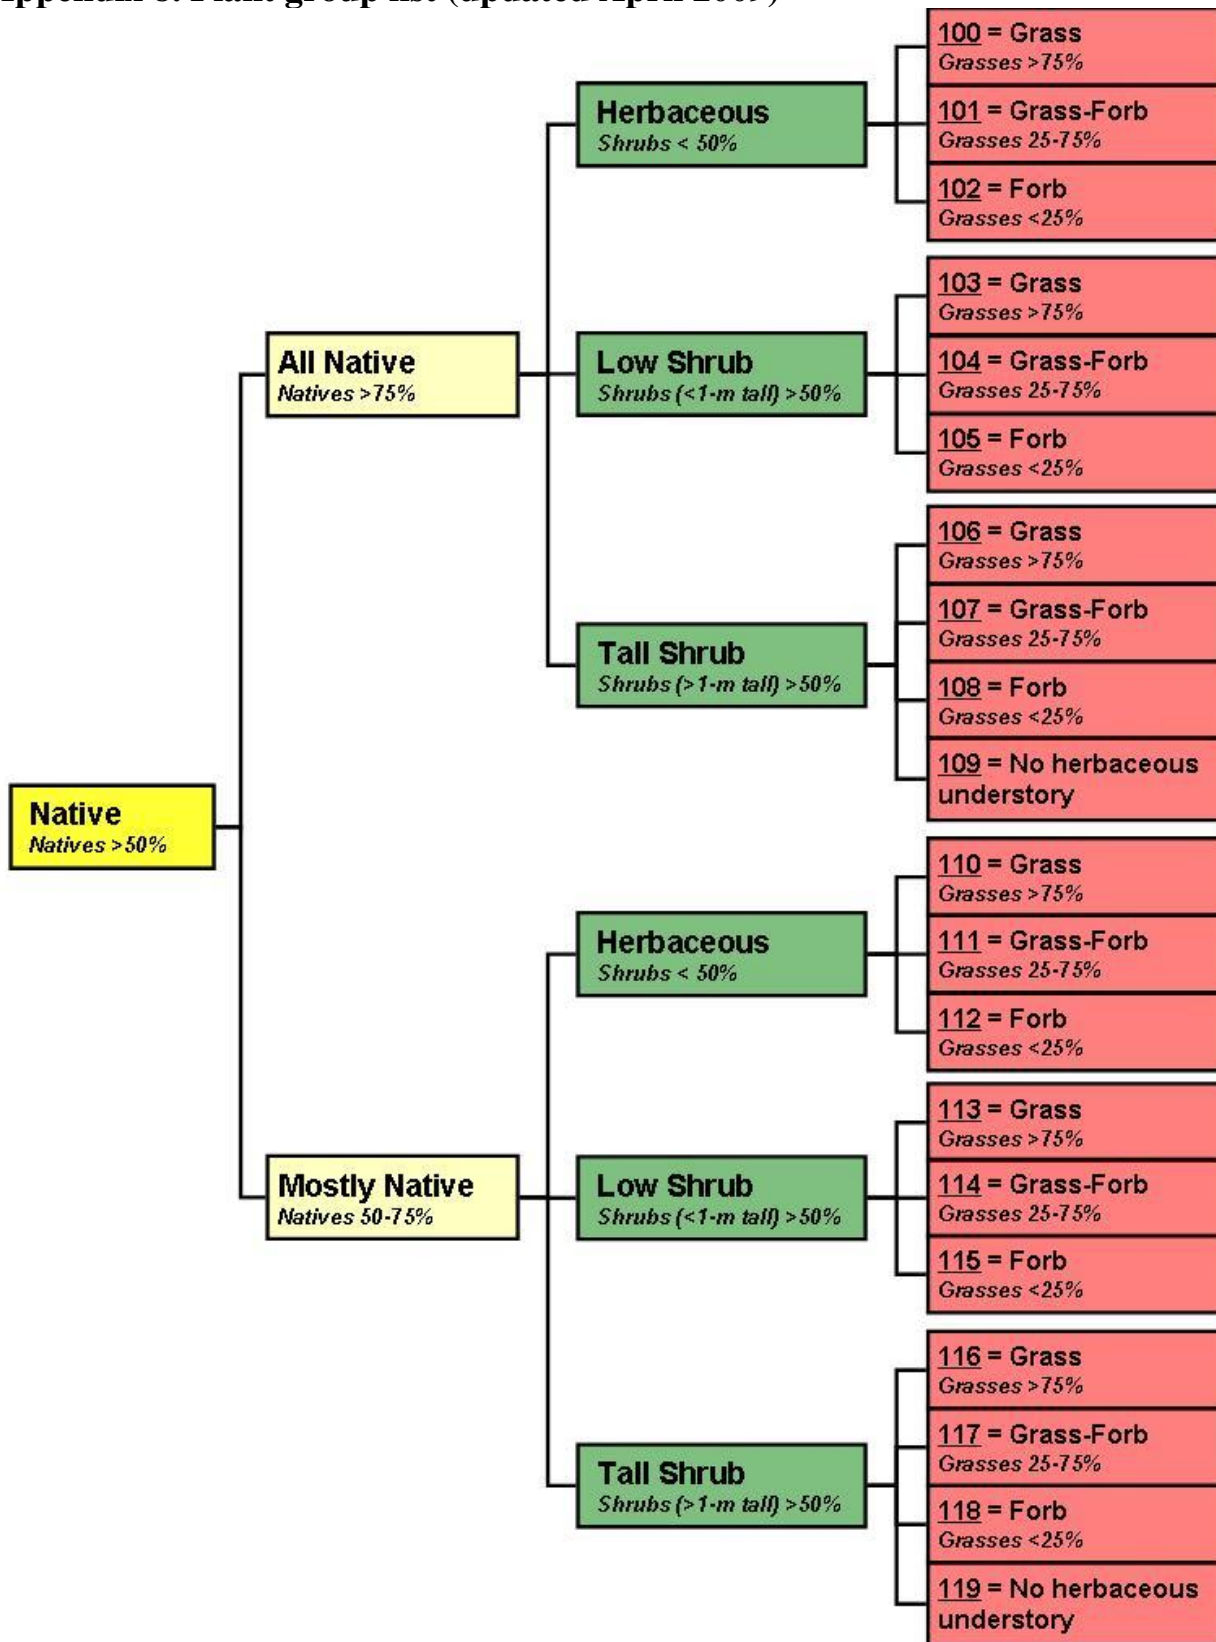 Plant group list (updated April 2009)
Native
Natives >50%
All Native
Natives >75%
Herbaceous
Shrubs < 50%
100 = Grass
Grasses >75%
101 = Grass-Forb
Grasses 25-75%
102 = Forb
Grasses <25%
Low Shrub
Shrubs (<1-m tall) >50%
103 = Grass
Grasses >75%
104 = Grass-Forb
Grasses 25-75%
105 = Forb
Grasses <25%
Tall Shrub
Shrubs (>1-m tall) >50%
106 = Grass
Grasses >75%
107 = Grass-Forb
Grasses 25-75%
108 = Forb
Grasses <25%
109 = No herbaceous
understory
Mostly Native
Natives 50-75%
Herbaceous
Shrubs < 50%
110 = Grass
Grasses >75%
111 = Grass-Forb
Grasses 25-75%
112 = Forb
Grasses <25%
Low Shrub
Shrubs (<1-m tall) >50%
113 = Grass
Grasses >75%
114 = Grass-Forb
Grasses 25-75%
115 = Forb
Grasses <25%
Tall Shrub
Shrubs (>1-m tall) >50%
116 = Grass
Grasses >75%
117 = Grass-Forb
Grasses 25-75%
118 = Forb
Grasses <25%
119 = No herbaceous
understory